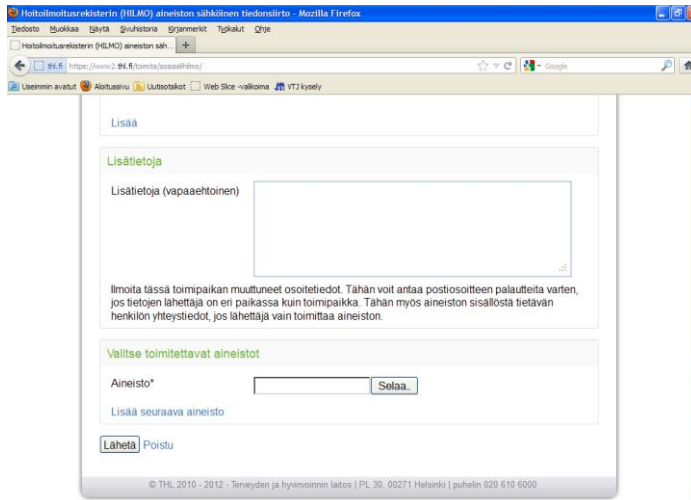 Hoitoilmoitusrekisterin (HILMO) aineiston sähköinen tiedonsiirto - Mozilla Firefox
Tiedosto Muokkaa Näytä Sivuhistoria Kirjanmerkit Työkalut Ohje
Hoitoilmoitusrekisterin (HILMO) aineiston säh... +
thl.fi https://www2.thl.fi/toimita/sosiaalihilmo/ Google
Useimmin avatut Aloitussivu Uutisotsikot Web Slice -valikoima VTJ kysely
Lisää
Lisätietoja
Lisätietoja (vapaaehtoinen)
Ilmoita tässä toimipaikan muuttuneet osoitetiedot. Tähän voit antaa postiosoitteen palautteita varten,
jos tietojen lähettäjä on eri paikassa kuin toimipaikka. Tähän myös aineiston sisällöstä tietävän
henkilön yhteystiedot, jos lähettäjä vain toimittaa aineiston.
Valitse toimitettavat aineistot
Aineisto* Selaa..
Lisää seuraava aineisto
Lähetä Poistu
© THL 2010 - 2012 - Terveyden ja hyvinvoinnin laitos | PL 30, 00271 Helsinki | puhelin 020 610 6000